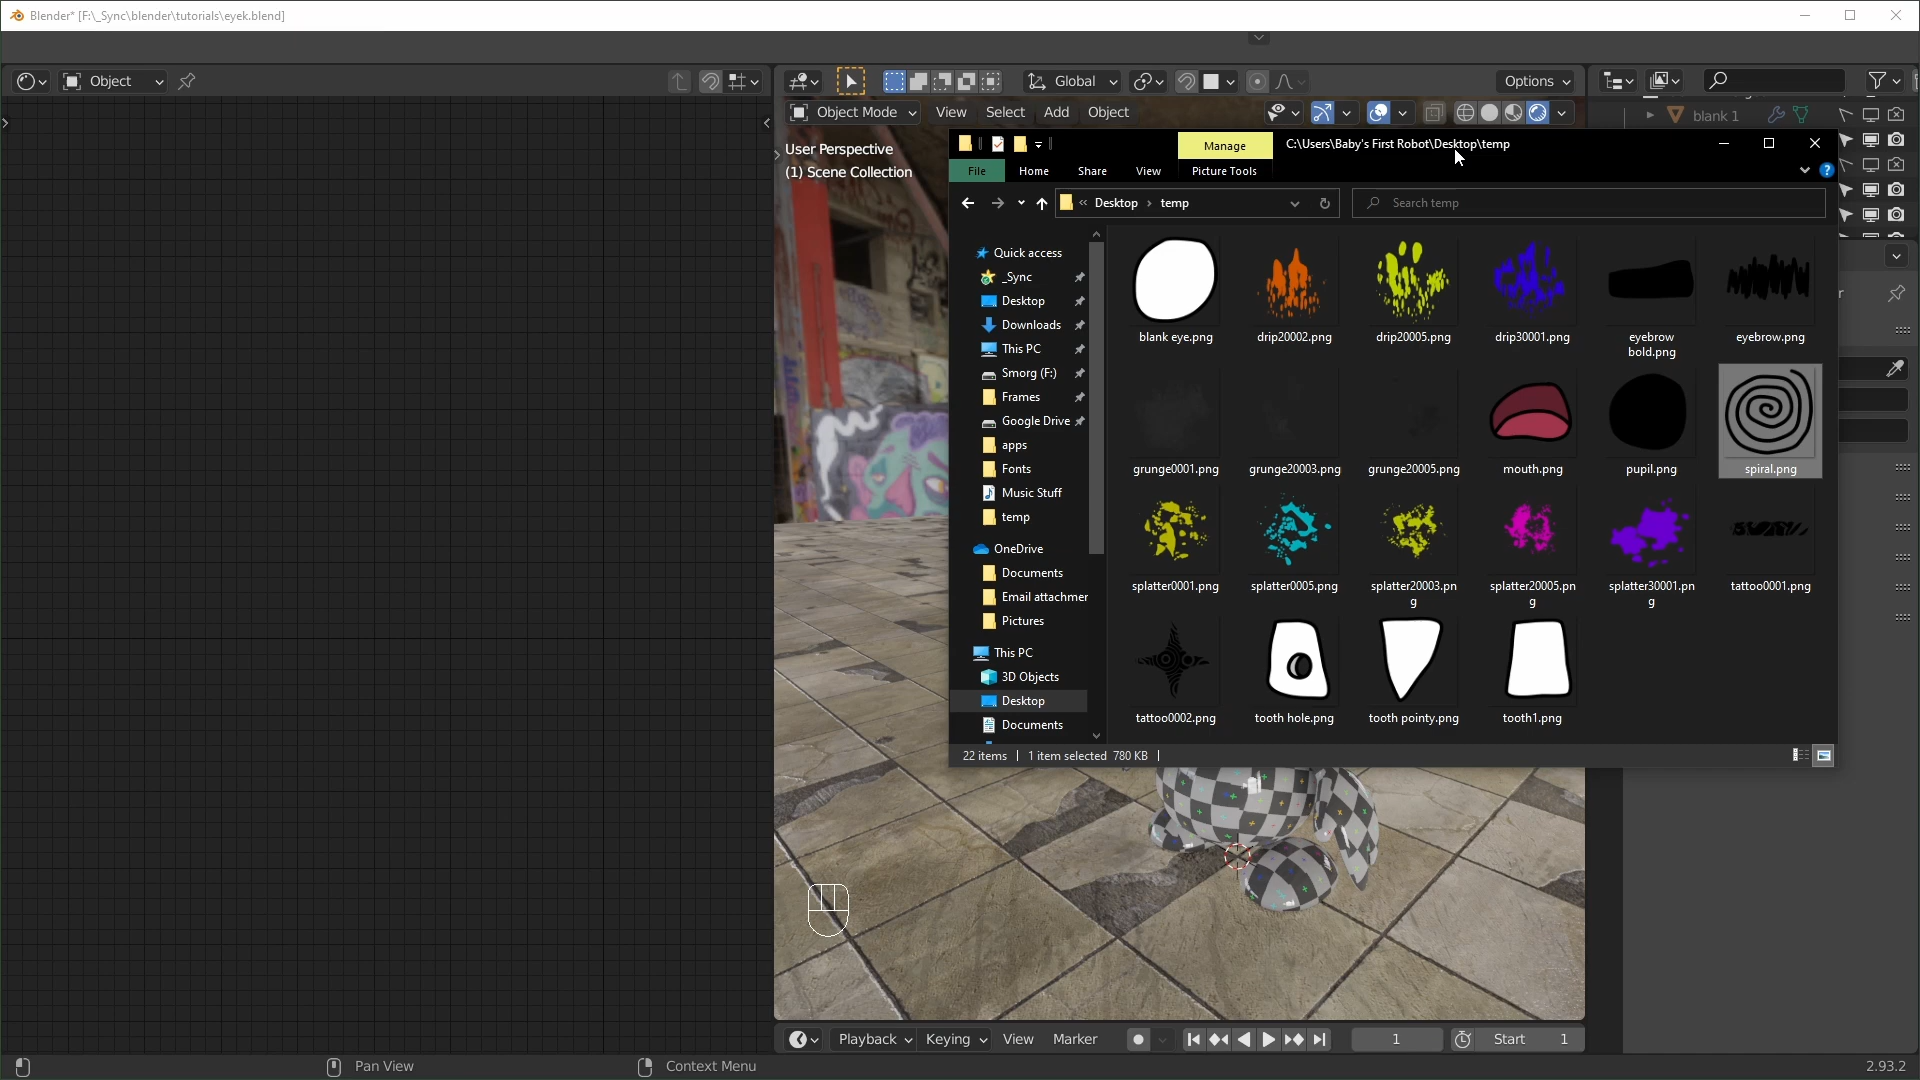 Blender* [F:\_Sync\blender\tutorials\eyek.blend]
Object
Global
Options
Object Mode
View
Select
Add
Object
blank 1
User Perspective
(1) Scene Collection
Manage
C:\Users\Baby's First Robot\Desktop\temp
File
Home
Share
View
Picture Tools
Desktop
temp
Search temp
Quick access
_Sync
Desktop
Downloads
This PC
Smorg (F:)
Frames
Google Drive
apps
Fonts
Music Stuff
temp
OneDrive
Documents
Email attachmer
Pictures
This PC
3D Objects
Desktop
Documents
blank eye.png
drip20002.png
drip20005.png
drip30001.png
eyebrow
bold.png
eyebrow.png
grunge0001.png
grunge20003.png
grunge20005.png
mouth.png
pupil.png
spiral.png
splatter0001.png
splatter0005.png
splatter20003.pn
g
splatter20005.pn
g
splatter30001.pn
g
tattoo0001.png
tattoo0002.png
tooth hole.png
tooth pointy.png
tooth1.png
22 items
1 item selected 780 KB
Playback
Keying
View
Marker
1
Start 1
Pan View
Context Menu
2.93.2